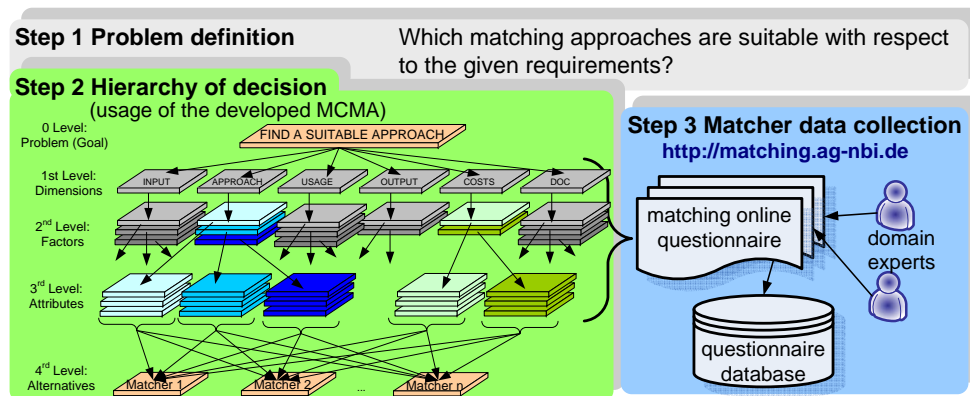 Step 1 Problem definition
Which matching approaches are suitable with respect
to the given requirements?
Step 2 Hierarchy of decision
(usage of the developed MCMA)
0 Level:
Problem (Goal)
FIND A SUITABLE APPROACH
1st Level:
Dimensions
INPUT
APPROACH
USAGE
OUTPUT
COSTS
DOC
2nd Level:
Factors
3rd Level:
Attributes
4rd Level:
Alternatives
Matcher 1
Matcher 2
...
Matcher n
Step 3 Matcher data collection
http://matching.ag-nbi.de
matching online
questionnaire
domain
experts
questionnaire
database